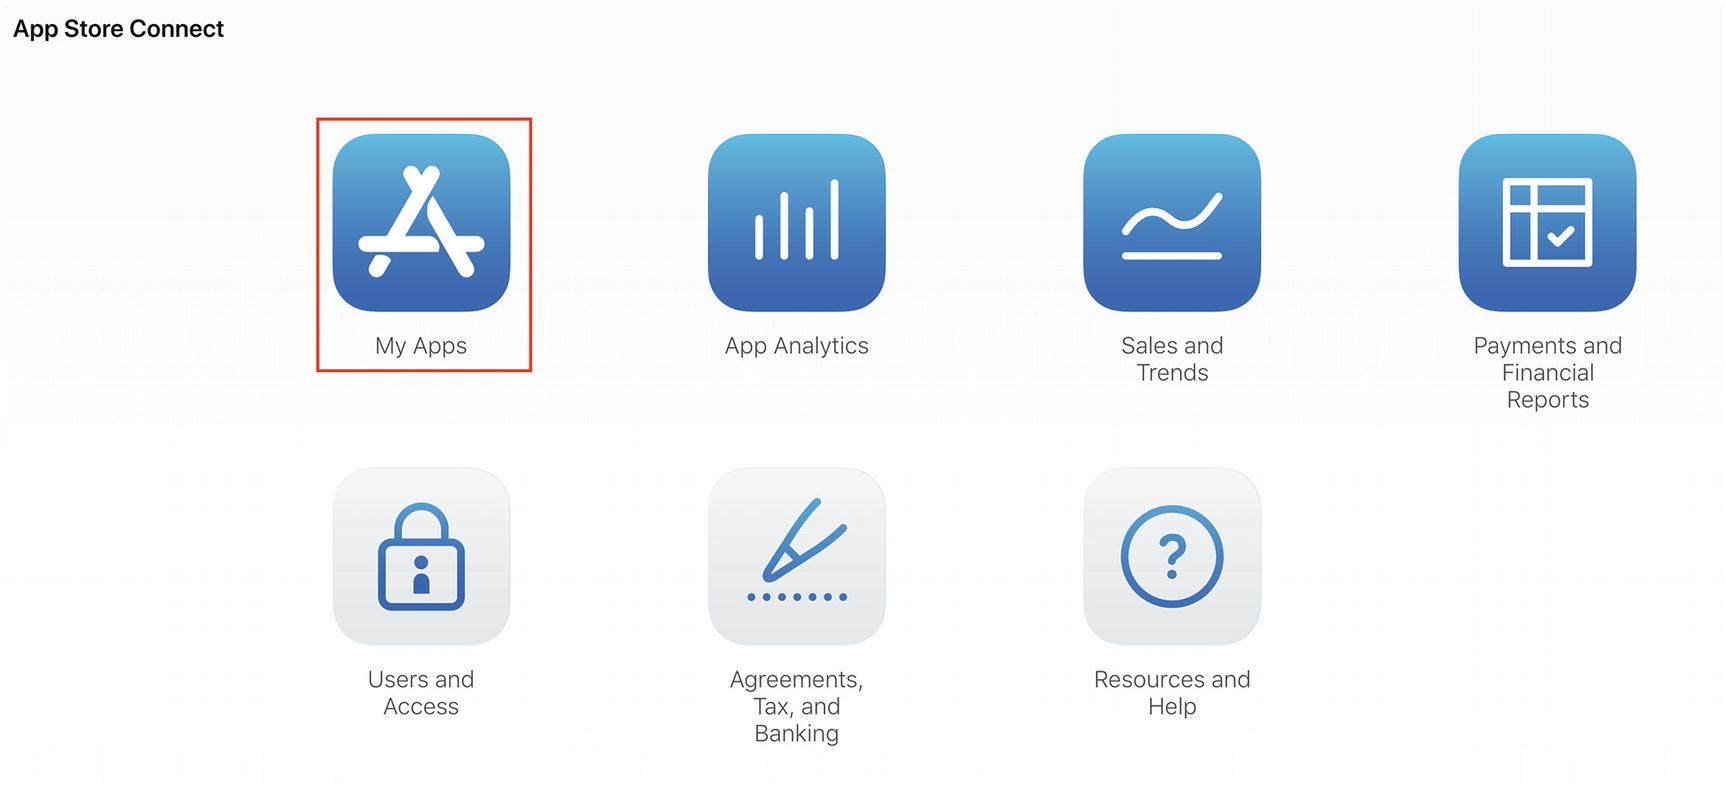 App Store Connect
My Apps
App Analytics
Sales and
Trends
Payments and
Financial
Reports
Users and
Access
Agreements,
Tax, and
Banking
Resources and
Help